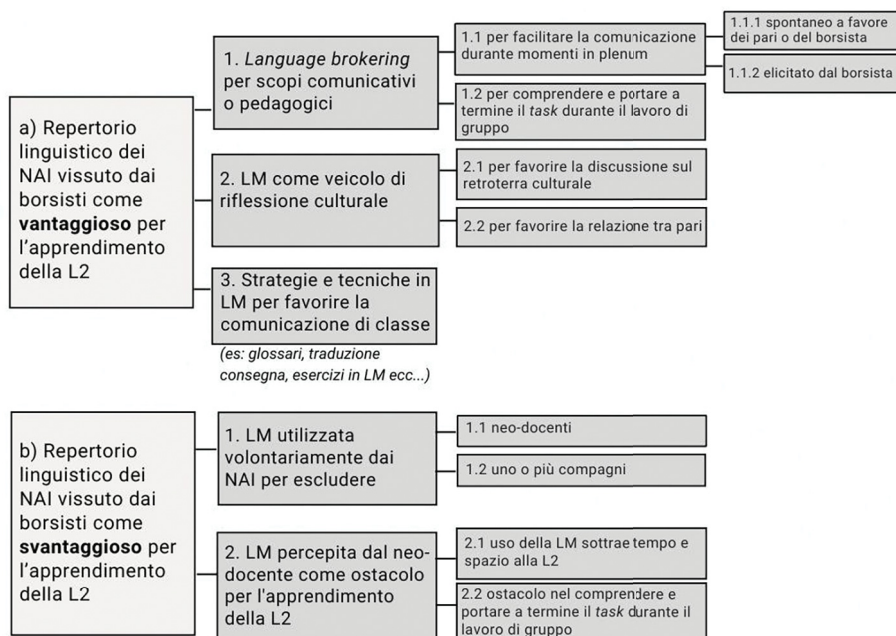 a) Repertorio
linguistico dei
NAI vissuto dai
borsisti come
vantaggioso per
l'apprendimento
della L2
1. Language brokering
per scopi comunicativi
o pedagogici
1.1 per facilitare la comunicazione
durante momenti in plenum
1.1.1 spontaneo a favore
dei pari o del borsista
1.1.2 elicitato dal borsista
1.2 per comprendere e portare a
termine il task durante il lavoro di
gruppo
2. LM come veicolo di
riflessione culturale
2.1 per favorire la discussione sul
retroterra culturale
2.2 per favorire la relazione tra pari
3. Strategie e tecniche in
LM per favorire la
comunicazione di classe
(es: glossari, traduzione
consegna, esercizi in LM ecc...)
b) Repertorio
linguistico dei
NAI vissuto dai
borsisti come
svantaggioso per
l'apprendimento
della L2
1. LM utilizzata
volontariamente dai
NAI per escludere
1.1 neo-docenti
1.2 uno o più compagni
2. LM percepita dal neo-
docente come ostacolo
per l'apprendimento
della L2
2.1 uso della LM sottrae tempo e
spazio alla L2
2.2 ostacolo nel comprendere e
portare a termine il task durante il
lavoro di gruppo